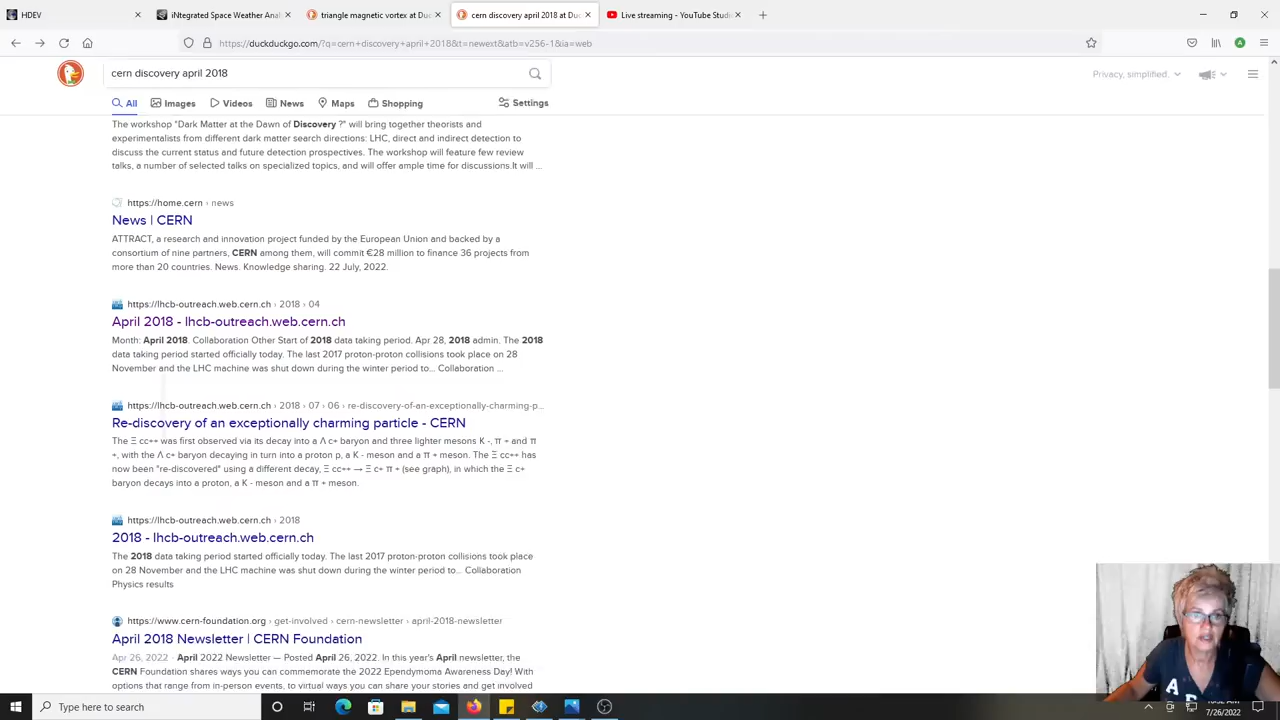 HDEV
iNtegrated Space Weather Anal
triangle magnetic vortex at Duc
cern discovery april 2018 at Du
Live streaming - YouTube Studi
https://duckduckgo.com/?q=cern+discovery+april+2018&t=newext&atb=v256-1&ia=web
cern discovery april 2018
Privacy, simplified.
All
Images
Videos
News
Maps
Shopping
Settings
The workshop "Dark Matter at the Dawn of Discovery ?" will bring together theorists and
experimentalists from different dark matter search directions: LHC, direct and indirect detection to
discuss the current status and future detection prospectives. The workshop will feature few review
talks, a number of selected talks on specialized topics, and will offer ample time for discussions.It will ...
https://home.cern › news
News | CERN
ATTRACT, a research and innovation project funded by the European Union and backed by a
consortium of nine partners, CERN among them, will commit €28 million to finance 36 projects from
more than 20 countries. News. Knowledge sharing. 22 July, 2022.
https://lhcb-outreach.web.cern.ch › 2018 › 04
April 2018 - lhcb-outreach.web.cern.ch
Month: April 2018. Collaboration Other Start of 2018 data taking period. Apr 28, 2018 admin. The 2018
data taking period started officially today. The last 2017 proton-proton collisions took place on 28
November and the LHC machine was shut down during the winter period to... Collaboration ...
https://lhcb-outreach.web.cern.ch › 2018 › 07 › 06 › re-discovery-of-an-exceptionally-charming-p...
Re-discovery of an exceptionally charming particle - CERN
The Ξ cc++ was first observed via its decay into a Λ c+ baryon and three lighter mesons K -, π + and π
+, with the Λ c+ baryon decaying in turn into a proton p, a K - meson and a π + meson. The Ξ cc++ has
now been "re-discovered" using a different decay, Ξ cc++ → Ξ c+ π + (see graph), in which the Ξ c+
baryon decays into a proton, a K - meson and a π + meson.
https://lhcb-outreach.web.cern.ch › 2018
2018 - lhcb-outreach.web.cern.ch
The 2018 data taking period started officially today. The last 2017 proton-proton collisions took place
on 28 November and the LHC machine was shut down during the winter period to... Collaboration
Physics results
https://www.cern-foundation.org › get-involved › cern-newsletter › april-2018-newsletter
April 2018 Newsletter | CERN Foundation
Apr 26, 2022 · April 2022 Newsletter — Posted April 26, 2022. In this year's April newsletter, the
CERN Foundation shares ways you can commemorate the 2022 Ependymoma Awareness Day! With
options that range from in-person events, to virtual ways you can share your stories and get involved
Type here to search
7/26/2022